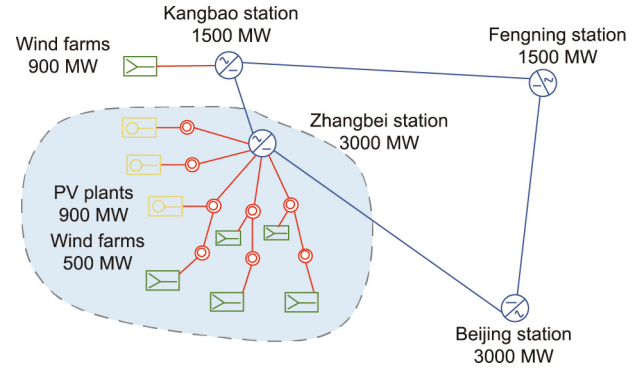 Kangbao station
1500 MW
Wind farms
900 MW
Fengning station
1500 MW
Zhangbei station
3000 MW
PV plants
900 MW
Wind farms
500 MW
Beijing station
3000 MW